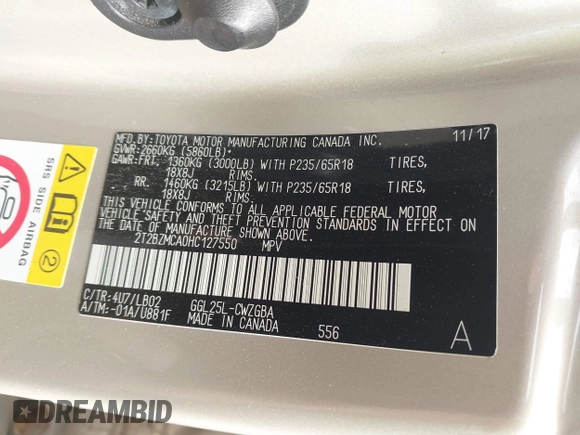 MFD.BY:TOYOTA MOTOR MANUFACTURING CANADA INC. 11/17
GVWR:2660KG (5860LB)
GAWR:FRT. 1360KG (3000LB) WITH P235/65R18 TIRES,
18X8J RIMS.
RR. 1460KG (3215LB) WITH P235/65R18 TIRES,
18X8J RIMS.
THIS VEHICLE CONFORMS TO ALL APPLICABLE FEDERAL MOTOR
VEHICLE SAFETY AND THEFT PREVENTION STANDARDS IN EFFECT ON
THE DATE OF MANUFACTURE SHOWN ABOVE.
2T2BZMCA0HC127550 MPV
C/TR:4U7/LB02 GGL25L-CWZGBA
A/TM:-01A/U881F MADE IN CANADA 556 A
SRS SIDE AIRBAG
2
DREAMBID